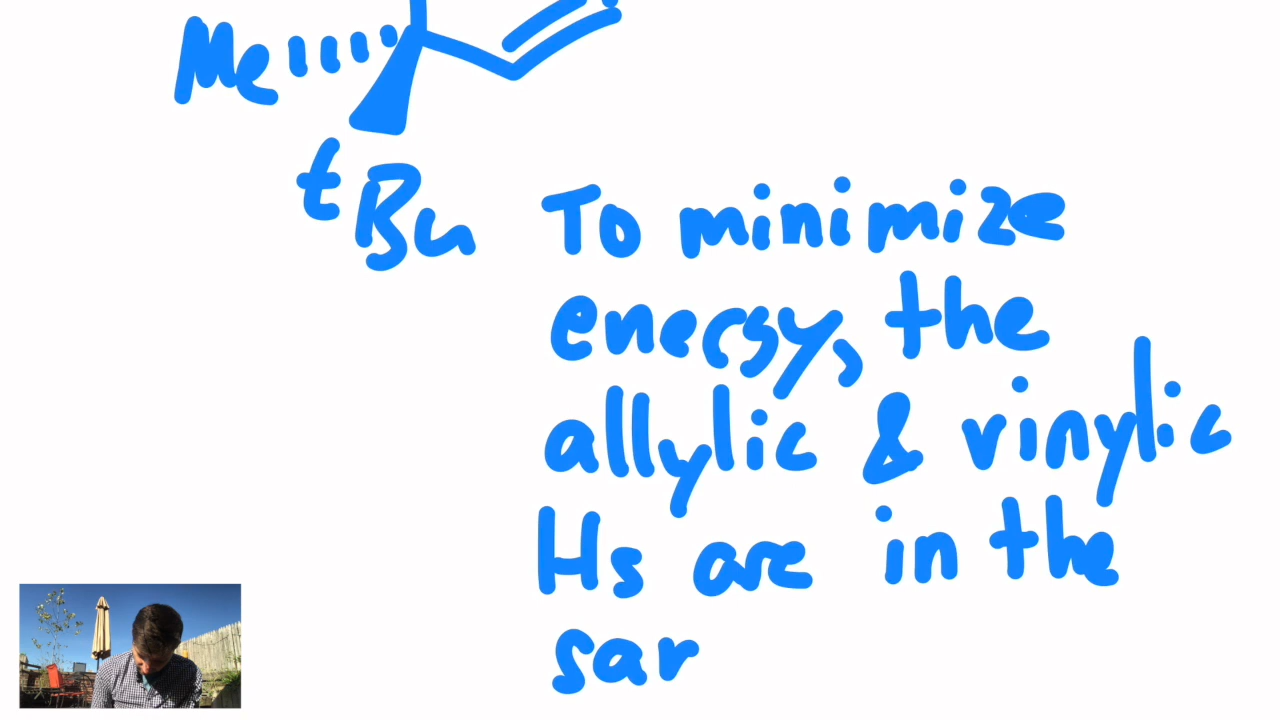 Me
tBu
To minimize
energy, the
allylic & vinylic
Hs are in the
sar